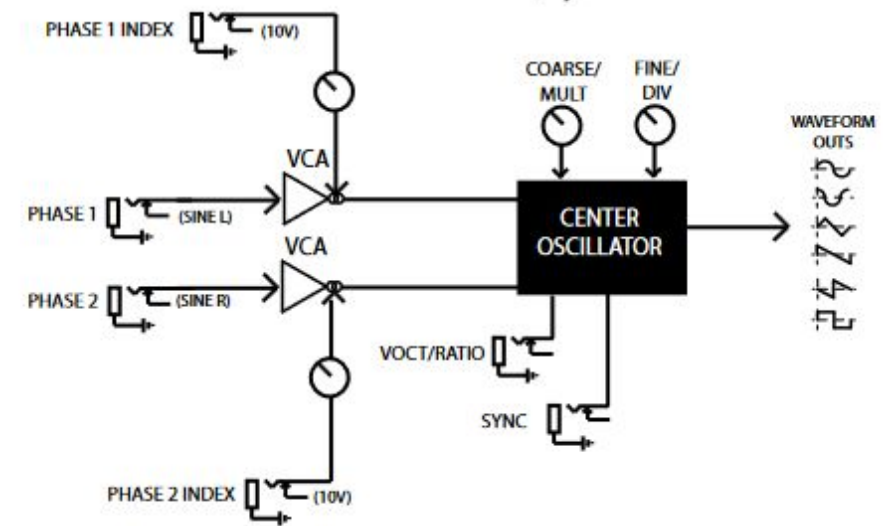 PHASE 1 INDEX
(10V)
COARSE/
MULT
FINE/
DIV
WAVEFORM
OUTS
VCA
PHASE 1
(SINE L)
CENTER
OSCILLATOR
VCA
PHASE 2
(SINE R)
VOCT/RATIO
SYNC
PHASE 2 INDEX
(10V)